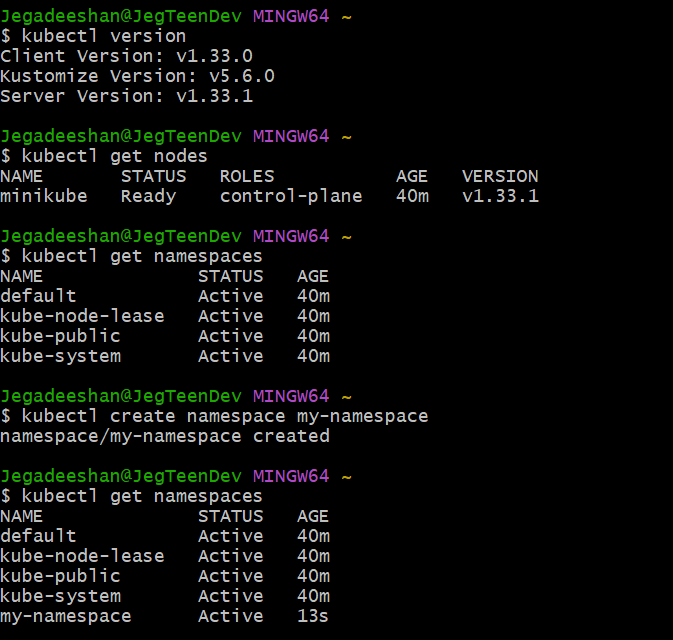 Jegadeeshan@JegTeenDev MINGW64 ~
$ kubectl version
Client Version: v1.33.0
Kustomize Version: v5.6.0
Server Version: v1.33.1
Jegadeeshan@JegTeenDev MINGW64 ~
$ kubectl get nodes
NAME       STATUS   ROLES           AGE   VERSION
minikube   Ready    control-plane   40m   v1.33.1
Jegadeeshan@JegTeenDev MINGW64 ~
$ kubectl get namespaces
NAME              STATUS   AGE
default           Active   40m
kube-node-lease   Active   40m
kube-public       Active   40m
kube-system       Active   40m
Jegadeeshan@JegTeenDev MINGW64 ~
$ kubectl create namespace my-namespace
namespace/my-namespace created
Jegadeeshan@JegTeenDev MINGW64 ~
$ kubectl get namespaces
NAME              STATUS   AGE
default           Active   40m
kube-node-lease   Active   40m
kube-public       Active   40m
kube-system       Active   40m
my-namespace      Active   13s